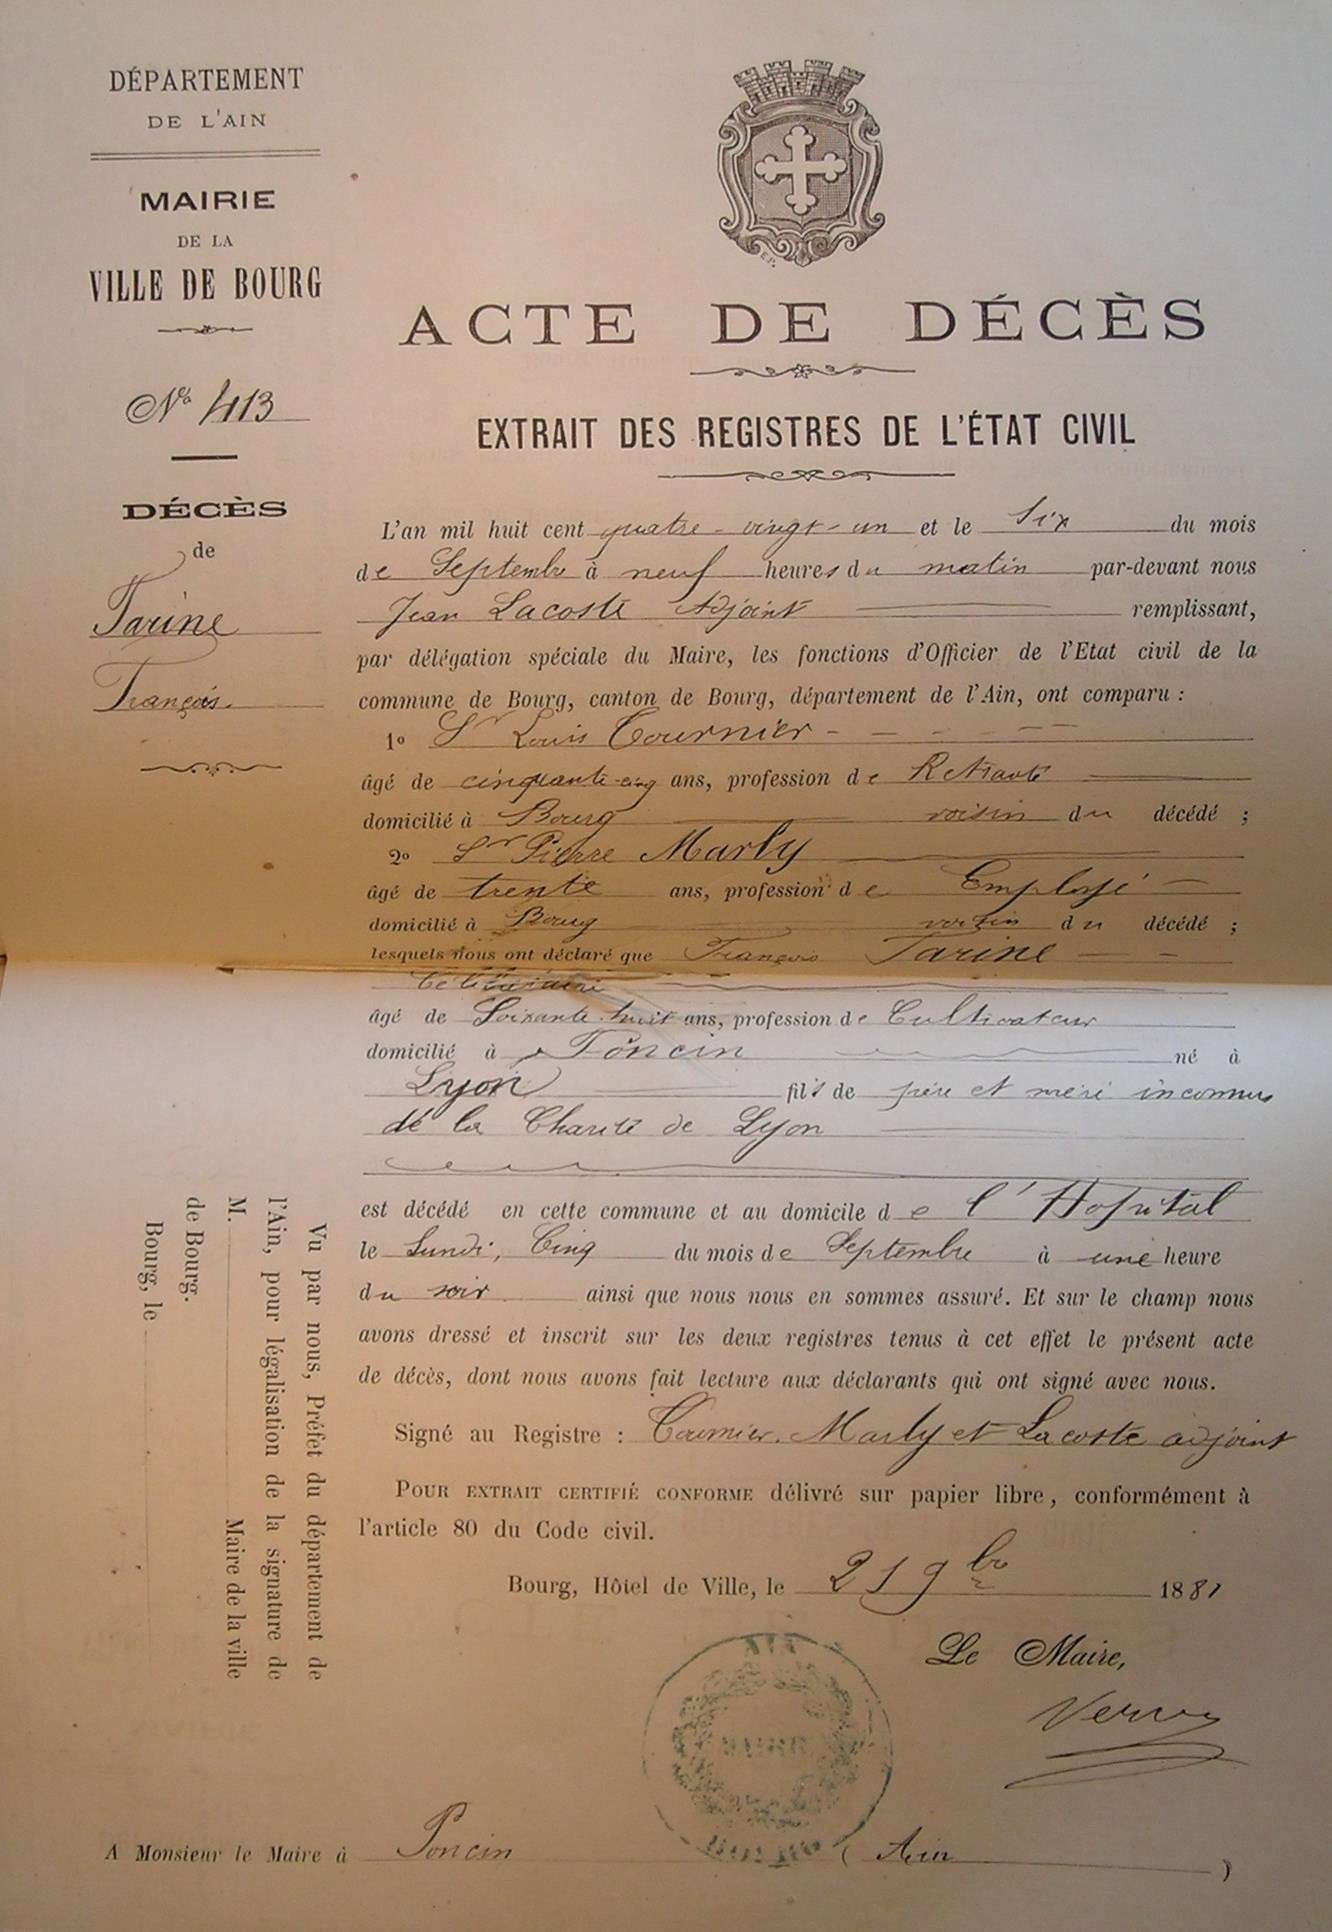 DÉPARTEMENT
DE L'AIN
MAIRIE
DE LA
VILLE DE BOURG
No 413
DÉCÈS
de
Tarine
François
E.P.
ACTE DE DÉCÈS
EXTRAIT DES REGISTRES DE L'ÉTAT CIVIL
L'an mil huit cent quatre-vingt-un et le Six du mois
de Septembre à neuf heures du matin par-devant nous
Jean Lacoste Adjoint remplissant,
par délégation spéciale du Maire, les fonctions d'Officier de l'Etat civil de la
commune de Bourg, canton de Bourg, département de l'Ain, ont comparu :
1o Sr Louis Cournier
âgé de cinquante-cinq ans, profession de Retraité
domicilié à Bourg voisin du décédé ;
2o Sr Pierre Marly
âgé de trente ans, profession de Employé
domicilié à Bourg voisin du décédé ;
lesquels nous ont déclaré que François Tarine
Célibataire
âgé de Soixante-huit ans, profession de Cultivateur
domicilié à Poncin né à
Lyon fils de père et mère inconnus
de la Charité de Lyon
est décédé en cette commune et au domicile de l'Hopital
le Lundi, Cinq du mois de Septembre à une heure
du soir ainsi que nous nous en sommes assuré. Et sur le champ nous
avons dressé et inscrit sur les deux registres tenus à cet effet le présent acte
de décès, dont nous avons fait lecture aux déclarants qui ont signé avec nous.
Signé au Registre : Cournier, Marly et Lacoste adjoint
POUR EXTRAIT CERTIFIÉ CONFORME délivré sur papier libre, conformément à
l'article 80 du Code civil.
Bourg, Hôtel de Ville, le 21 9bre 1881
Le Maire,
Vu par nous, Préfet du département de
l'Ain, pour légalisation de la signature de
M. Maire de la ville
de Bourg.
Bourg, le
AIN
MAIRIE
A Monsieur le Maire à Poncin ( Ain )